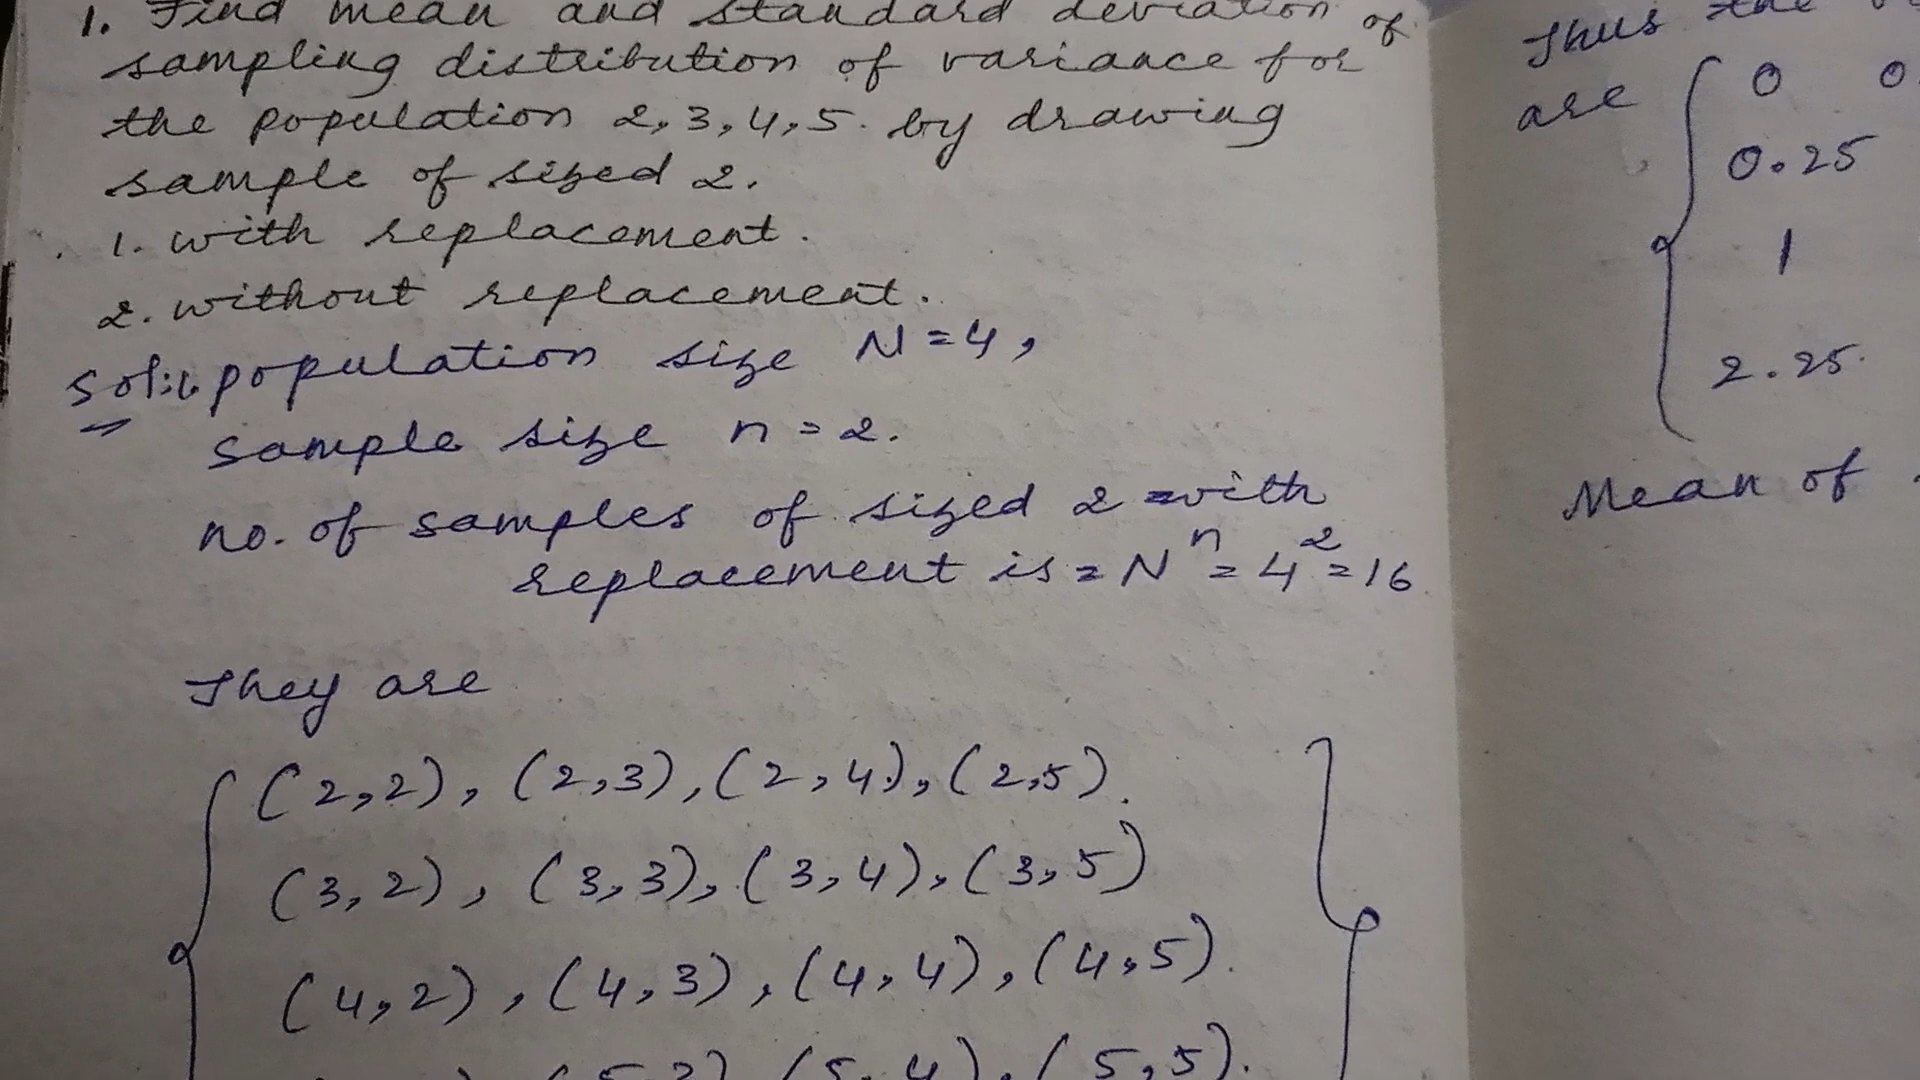 1. Find mean and standard deviation of
sampling distribution of variance for
the population 2, 3, 4, 5. by drawing
sample of sized 2.
1. with replacement.
2. without replacement.
Sol:- population size N = 4,
sample size n = 2.
no. of samples of sized 2 with
replacement is = N^n = 4^2 = 16
They are
(2,2), (2,3), (2,4), (2,5).
(3,2), (3,3), (3,4), (3,5)
(4,2), (4,3), (4,4), (4,5).
(5,4), (5,5).
Thus the
are
0 0.
0.25
1
2.25.
Mean of